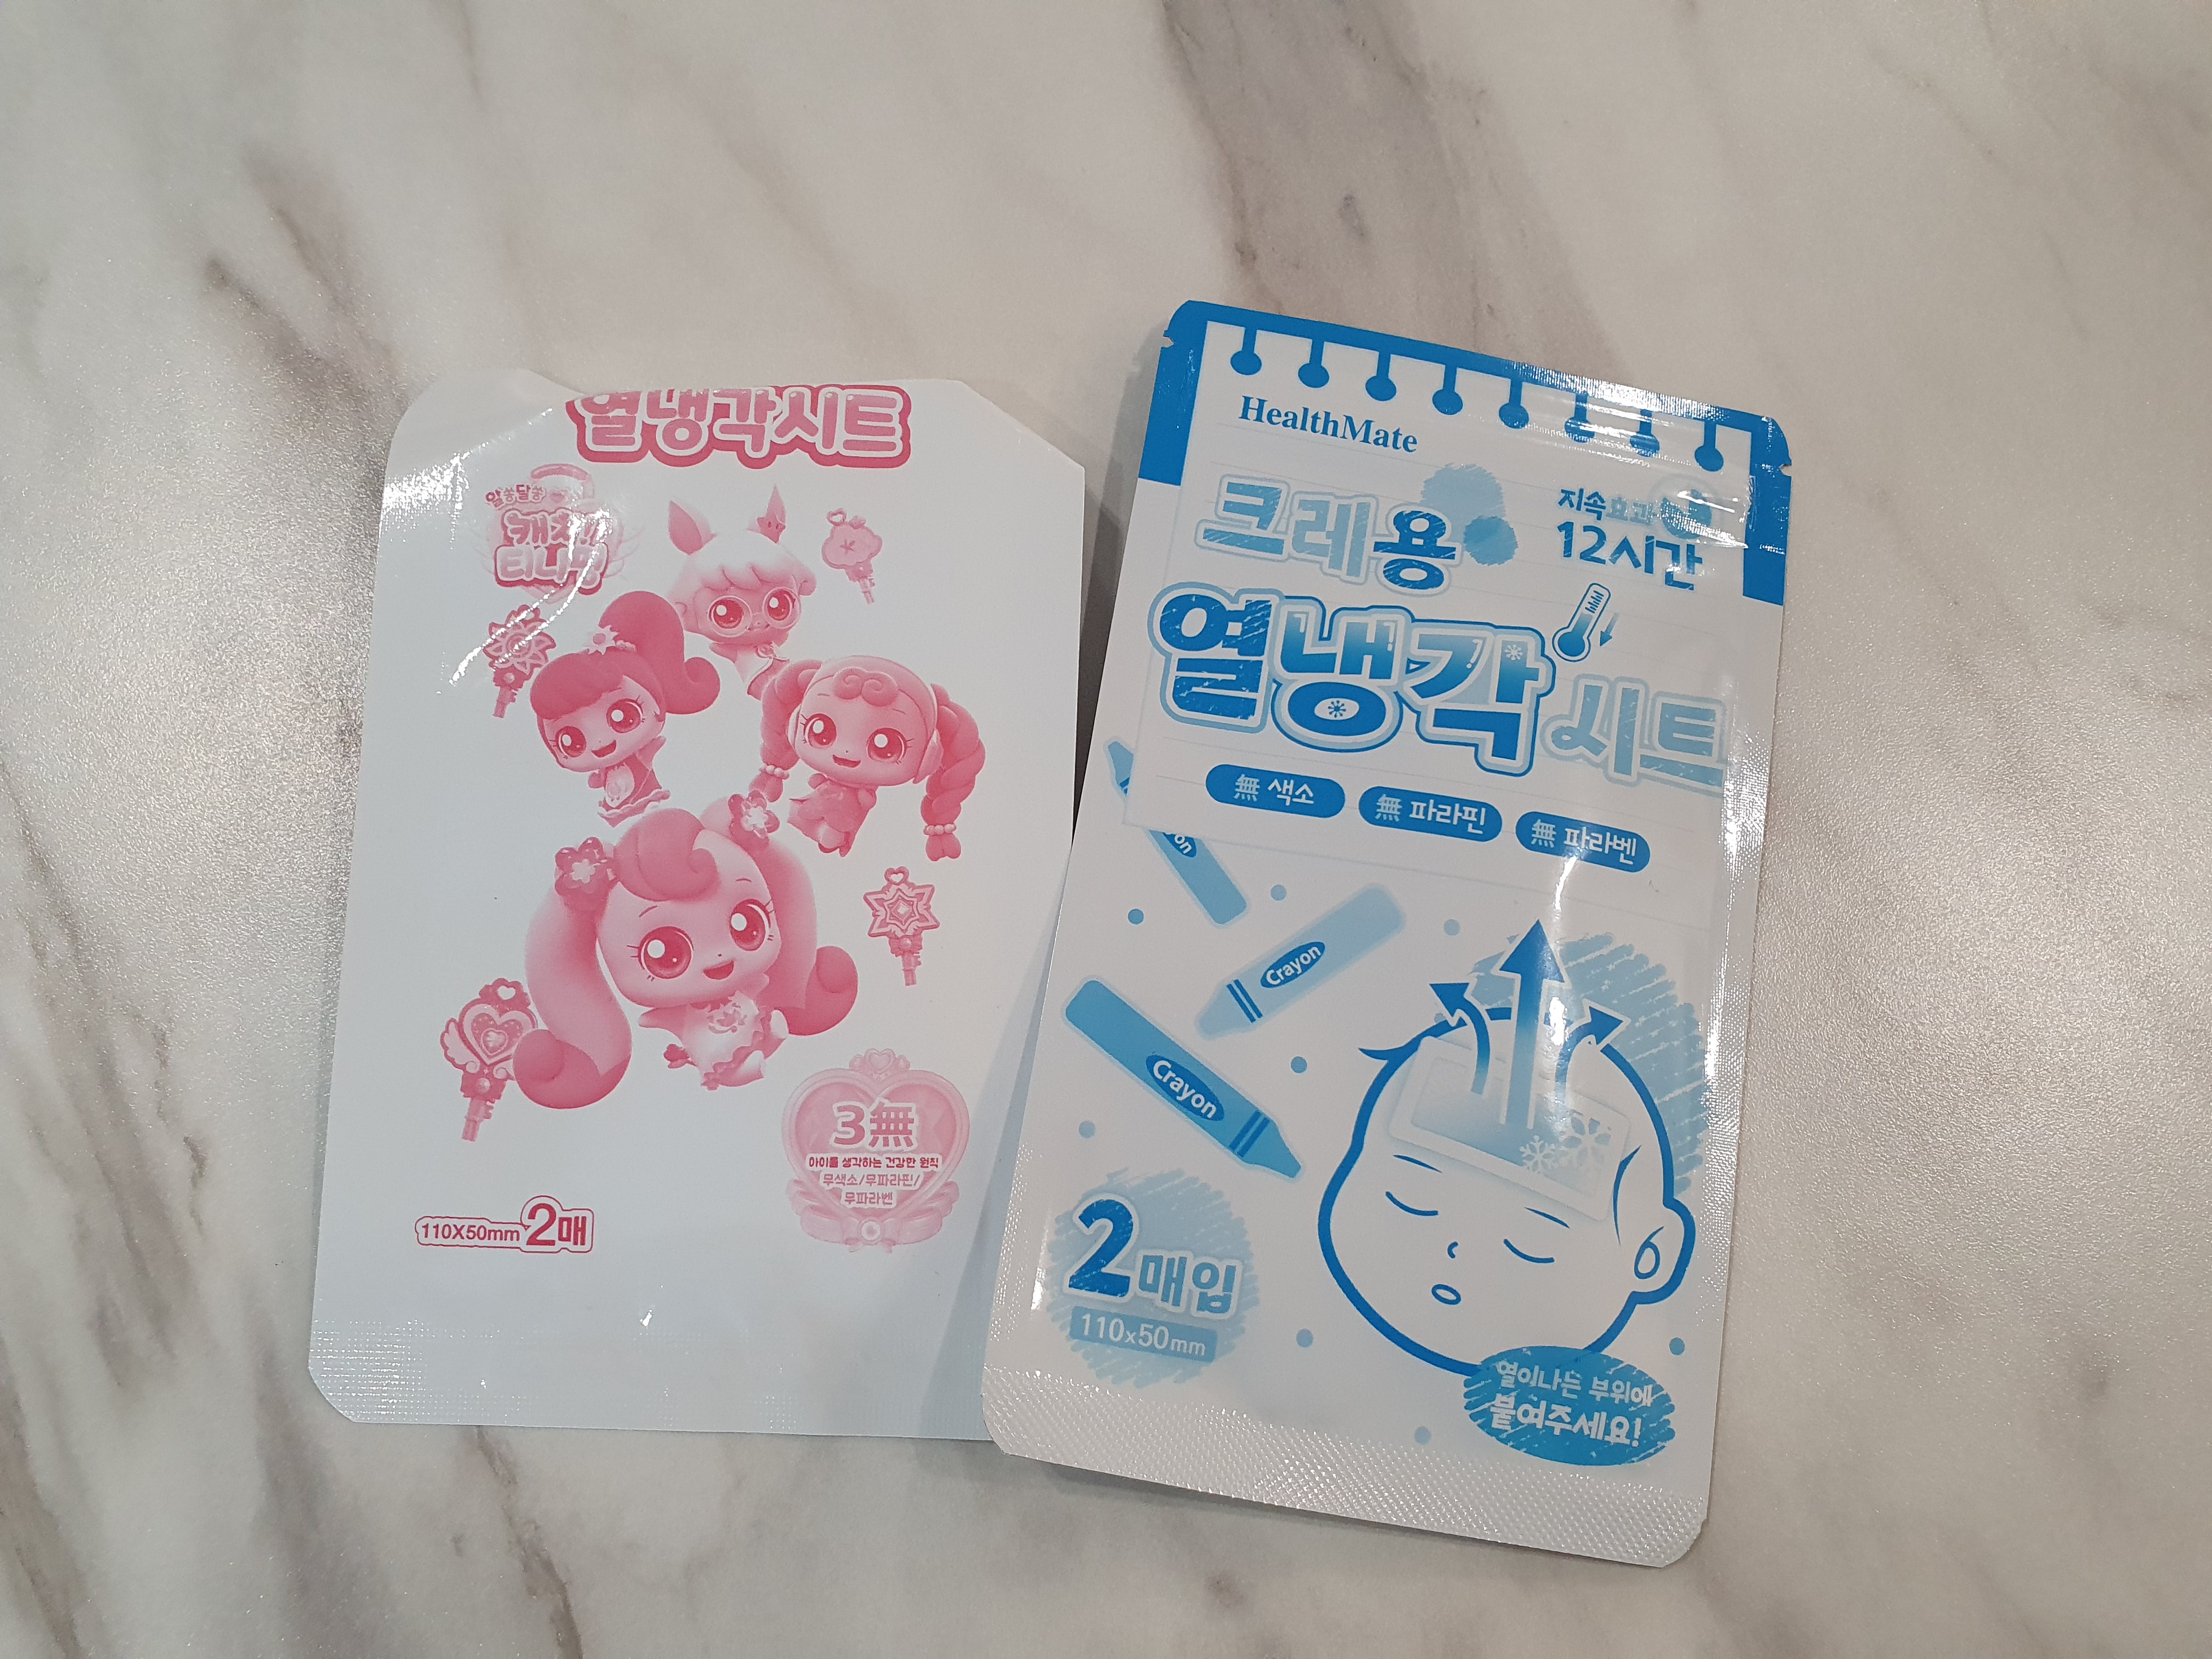 열냉각시트
알쏭달쏭
캐치!
티니핑
3無
아이를 생각하는 건강한 원칙
무색소/무파라핀/
무파라벤
110X50mm 2매
HealthMate
크레용
지속효과
12시간
열냉각시트
無 색소
無 파라핀
無 파라벤
on
Crayon
Crayon
2매입
110x50mm
열이나는 부위에
붙여주세요!